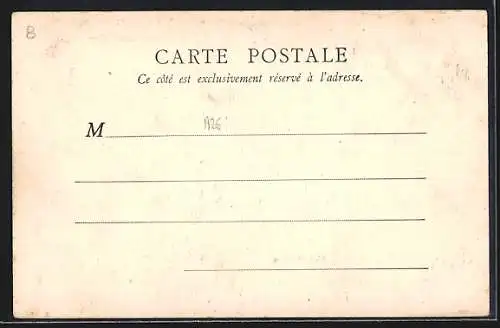 B
CARTE POSTALE
Ce côté est exclusivement réservé à l'adresse.
M